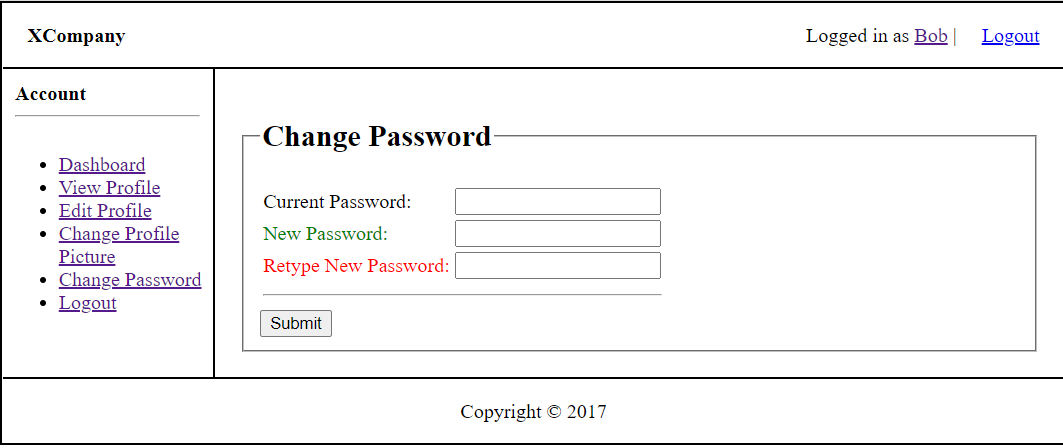 XCompany
Logged in as Bob | Logout
Account
Dashboard
View Profile
Edit Profile
Change Profile
Picture
Change Password
Logout
Change Password
Current Password:
New Password:
Retype New Password:
Submit
Copyright © 2017